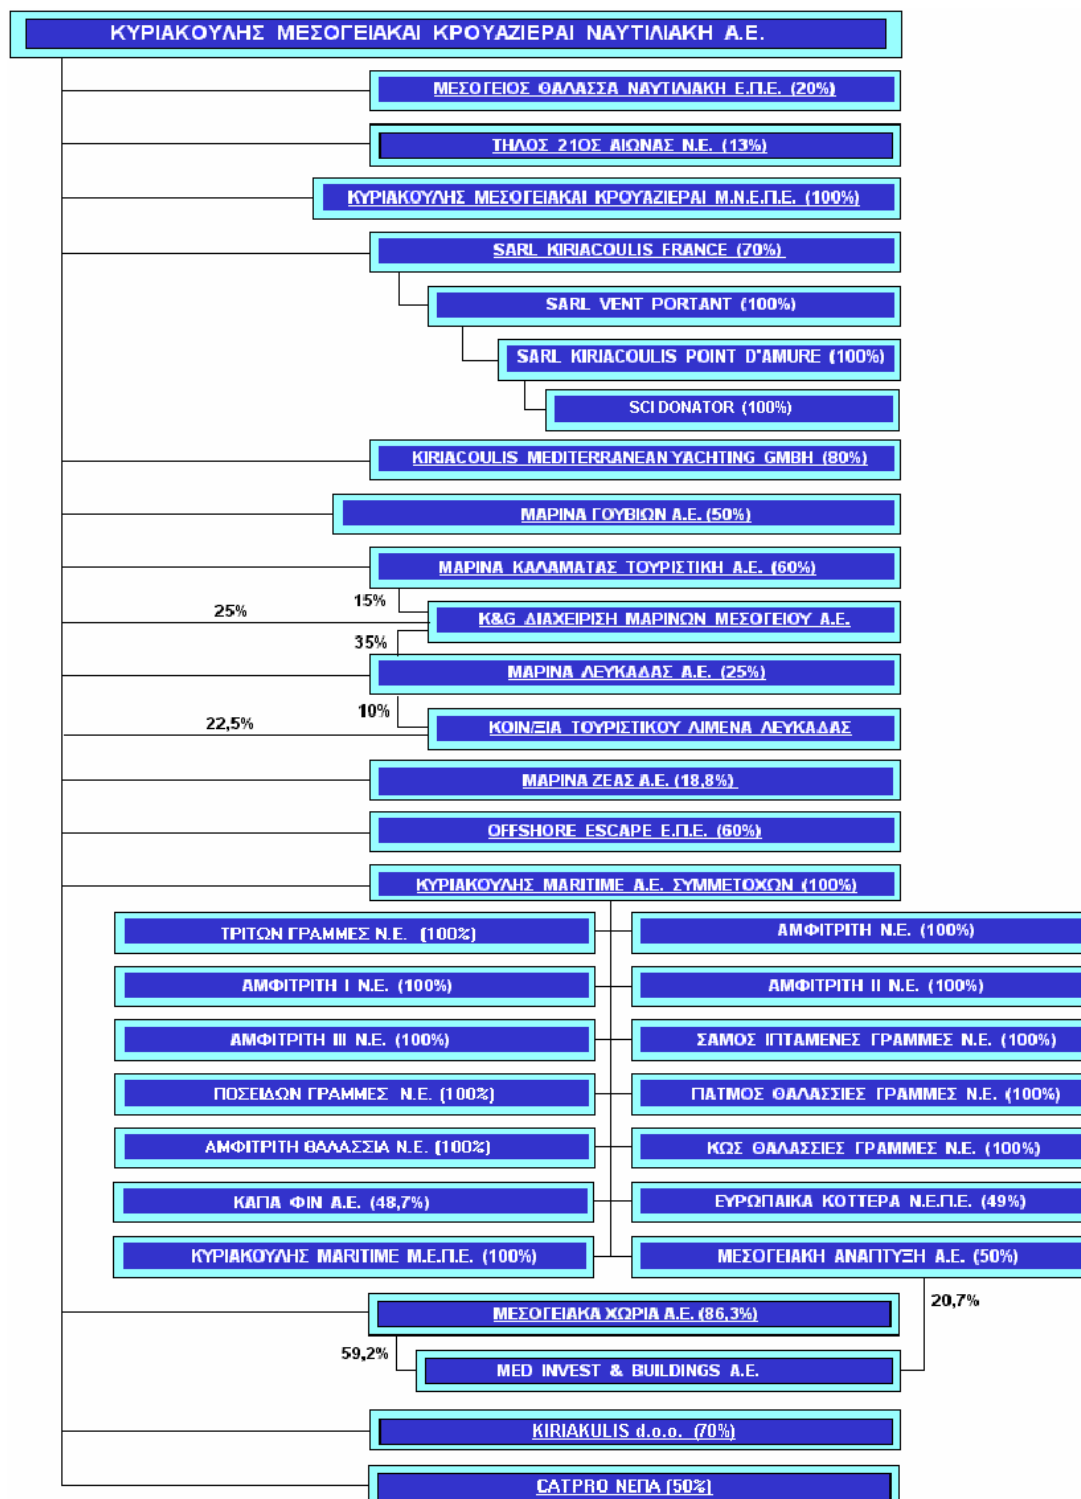 ΚΥΡΙΑΚΟΥΛΗΣ ΜΕΣΟΓΕΙΑΚΑΙ ΚΡΟΥΑΖΙΕΡΑΙ ΝΑΥΤΙΛΙΑΚΗ Α.Ε.
ΜΕΣΟΓΕΙΟΣ ΘΑΛΑΣΣΑ ΝΑΥΤΙΛΙΑΚΗ Ε.Π.Ε. (20%)
ΤΗΛΟΣ 21ΟΣ ΑΙΩΝΑΣ Ν.Ε. (13%)
ΚΥΡΙΑΚΟΥΛΗΣ ΜΕΣΟΓΕΙΑΚΑΙ ΚΡΟΥΑΖΙΕΡΑΙ Μ.Ν.Ε.Π.Ε. (100%)
SARL KIRIACOULIS FRANCE (70%)
SARL VENT PORTANT (100%)
SARL KIRIACOULIS POINT D'AMURE (100%)
SCI DONATOR (100%)
KIRIACOULIS MEDITERRANEAN YACHTING GMBH (80%)
ΜΑΡΙΝΑ ΓΟΥΒΙΩΝ Α.Ε. (50%)
ΜΑΡΙΝΑ ΚΑΛΑΜΑΤΑΣ ΤΟΥΡΙΣΤΙΚΗ Α.Ε. (60%)
15%
25%
K&G ΔΙΑΧΕΙΡΙΣΗ ΜΑΡΙΝΩΝ ΜΕΣΟΓΕΙΟΥ Α.Ε.
35%
ΜΑΡΙΝΑ ΛΕΥΚΑΔΑΣ Α.Ε. (25%)
10%
22,5%
ΚΟΙΝ/ΞΙΑ ΤΟΥΡΙΣΤΙΚΟΥ ΛΙΜΕΝΑ ΛΕΥΚΑΔΑΣ
ΜΑΡΙΝΑ ΖΕΑΣ Α.Ε. (18,8%)
OFFSHORE ESCAPE Ε.Π.Ε. (60%)
ΚΥΡΙΑΚΟΥΛΗΣ MARITIME Α.Ε. ΣΥΜΜΕΤΟΧΩΝ (100%)
ΤΡΙΤΩΝ ΓΡΑΜΜΕΣ Ν.Ε. (100%)
ΑΜΦΙΤΡΙΤΗ Ν.Ε. (100%)
ΑΜΦΙΤΡΙΤΗ Ι Ν.Ε. (100%)
ΑΜΦΙΤΡΙΤΗ ΙΙ Ν.Ε. (100%)
ΑΜΦΙΤΡΙΤΗ ΙΙΙ Ν.Ε. (100%)
ΣΑΜΟΣ ΙΠΤΑΜΕΝΕΣ ΓΡΑΜΜΕΣ Ν.Ε. (100%)
ΠΟΣΕΙΔΩΝ ΓΡΑΜΜΕΣ Ν.Ε. (100%)
ΠΑΤΜΟΣ ΘΑΛΑΣΣΙΕΣ ΓΡΑΜΜΕΣ Ν.Ε. (100%)
ΑΜΦΙΤΡΙΤΗ ΘΑΛΑΣΣΙΑ Ν.Ε. (100%)
ΚΩΣ ΘΑΛΑΣΣΙΕΣ ΓΡΑΜΜΕΣ Ν.Ε. (100%)
ΚΑΠΑ ΦΙΝ Α.Ε. (48,7%)
ΕΥΡΩΠΑΙΚΑ ΚΟΤΤΕΡΑ Ν.Ε.Π.Ε. (49%)
ΚΥΡΙΑΚΟΥΛΗΣ MARITIME Μ.Ε.Π.Ε. (100%)
ΜΕΣΟΓΕΙΑΚΗ ΑΝΑΠΤΥΞΗ Α.Ε. (50%)
20,7%
ΜΕΣΟΓΕΙΑΚΑ ΧΩΡΙΑ Α.Ε. (86,3%)
59,2%
MED INVEST & BUILDINGS Α.Ε.
KIRIAKULIS d.o.o. (70%)
CATPRO ΝΕΠΑ (50%)